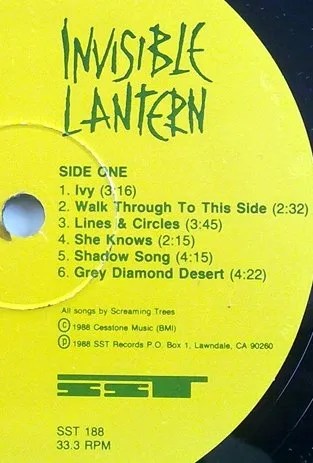 INVISIBLE
LANTERN
SIDE ONE
1. Ivy (3:16)
2. Walk Through To This Side (2:32)
3. Lines & Circles (3:45)
4. She Knows (2:15)
5. Shadow Song (4:15)
6. Grey Diamond Desert (4:22)
All songs by Screaming Trees
Ⓒ 1988 Cesstone Music (BMI)
Ⓟ 1988 SST Records P.O. Box 1, Lawndale, CA 90260
SST
SST 188
33.3 RPM